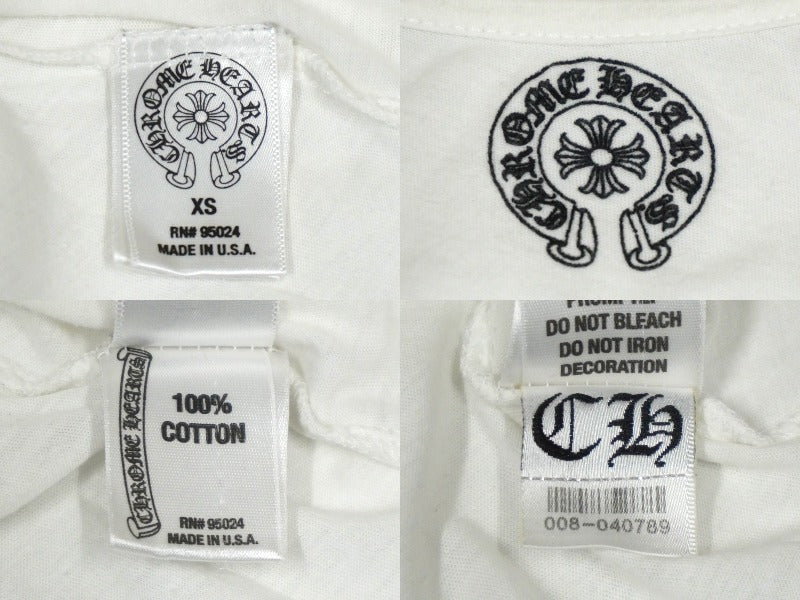 CHROME HEARTS
XS
RN# 95024
MADE IN U.S.A.
CHROME HEARTS
CHROME HEARTS
100%
COTTON
RN# 95024
MADE IN U.S.A.
DO NOT BLEACH
DO NOT IRON
DECORATION
CH
008-040789